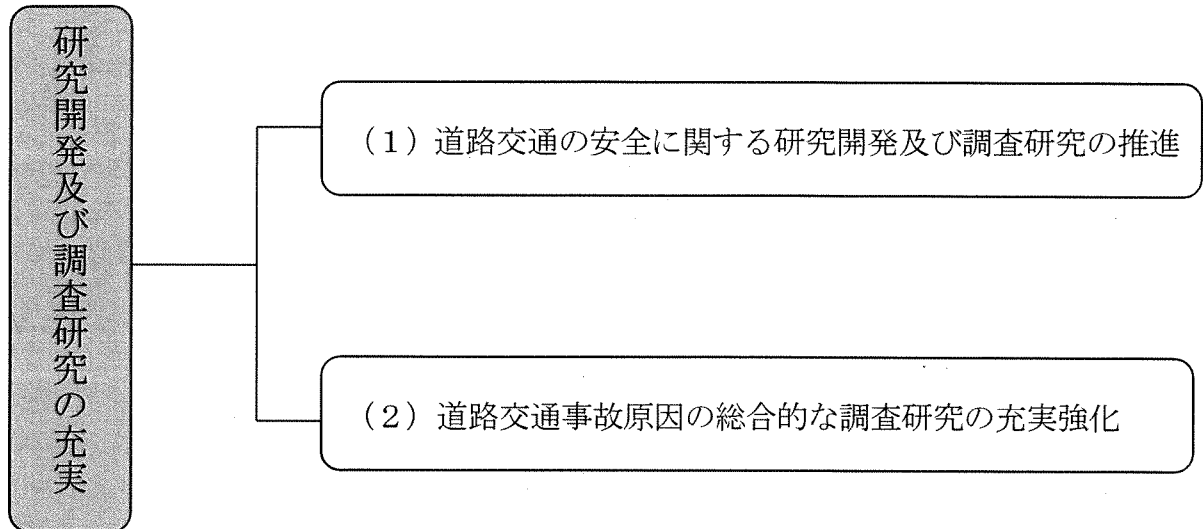 研究開発及び調査研究の充実
(1)道路交通の安全に関する研究開発及び調査研究の推進
(2)道路交通事故原因の総合的な調査研究の充実強化